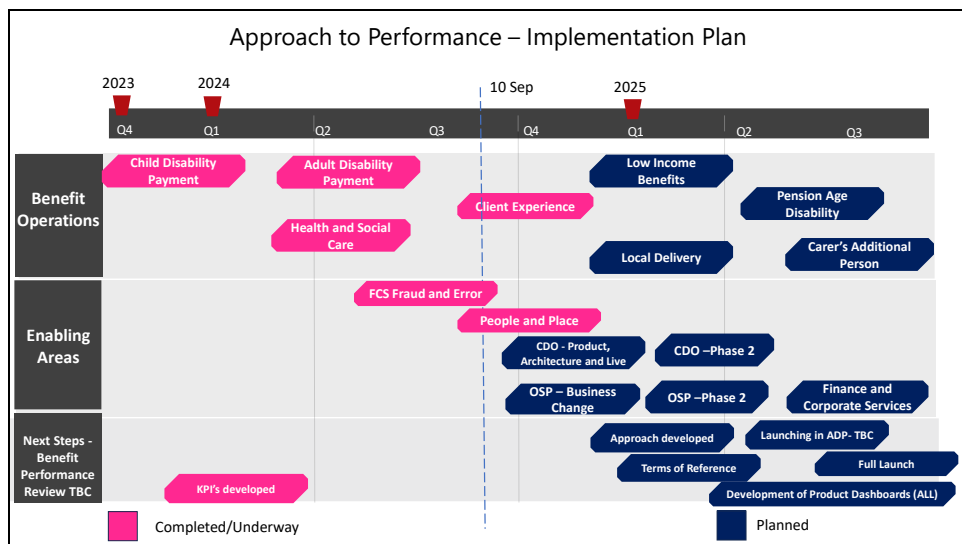 Approach to Performance – Implementation Plan
2023
2024
10 Sep
2025
Q4
Q1
Q2
Q3
Q4
Q1
Q2
Q3
Benefit
Operations
Child Disability
Payment
Adult Disability
Payment
Low Income
Benefits
Client Experience
Pension Age
Disability
Health and Social
Care
Local Delivery
Carer's Additional
Person
Enabling
Areas
FCS Fraud and Error
People and Place
CDO - Product,
Architecture and Live
CDO –Phase 2
OSP – Business
Change
OSP –Phase 2
Finance and
Corporate Services
Next Steps -
Benefit
Performance
Review TBC
Approach developed
Launching in ADP- TBC
Terms of Reference
Full Launch
KPI's developed
Development of Product Dashboards (ALL)
Completed/Underway
Planned